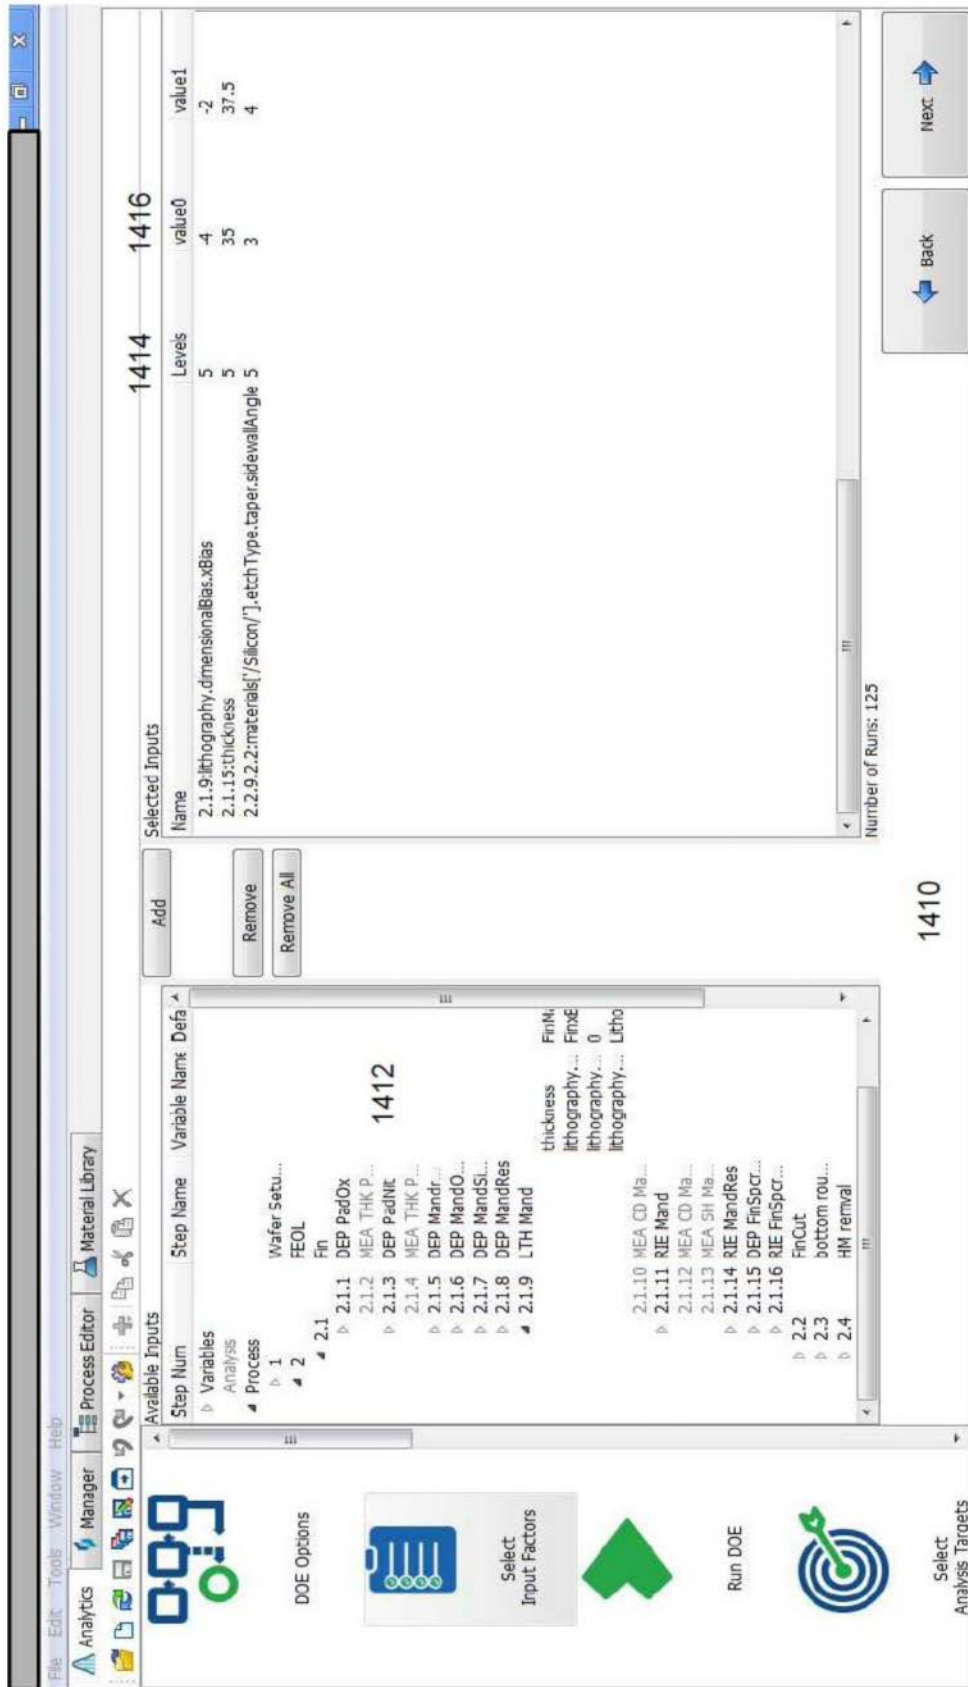 File Edit Tools Window Help
Analytics Manager Process Editor Material Library
DOE Options
Select
Input Factors
Run DOE
Select
Analysis Targets
Available Inputs
Step Num Step Name Variable Name Defa
Variables
Analysis
Process
1 Wafer Setu...
2 FEOL
2.1 Fin
2.1.1 DEP PadOx
2.1.2 MEA THK P...
2.1.3 DEP PadNit
2.1.4 MEA THK P...
2.1.5 DEP Mandr...
2.1.6 DEP MandO...
2.1.7 DEP MandSi...
2.1.8 DEP MandRes
2.1.9 LTH Mand
thickness FinM
lithography... FinxB
lithography... 0
lithography... Litho
2.1.10 MEA CD Ma...
2.1.11 RIE Mand
2.1.12 MEA CD Ma...
2.1.13 MEA SH Ma...
2.1.14 RIE MandRes
2.1.15 DEP FinSpcr...
2.1.16 RIE FinSpcr...
2.2 FinCut
2.3 bottom rou...
2.4 HM remval
1412
Add
Remove
Remove All
1410
1414 1416
Selected Inputs
Name Levels value0 value1
2.1.9:lithography.dimensionalBias.xBias 5 -4 -2
2.1.15:thickness 5 35 37.5
2.2.9.2.2:materials['/Silicon/'].etchType.taper.sidewallAngle 5 3 4
Number of Runs: 125
Back Next